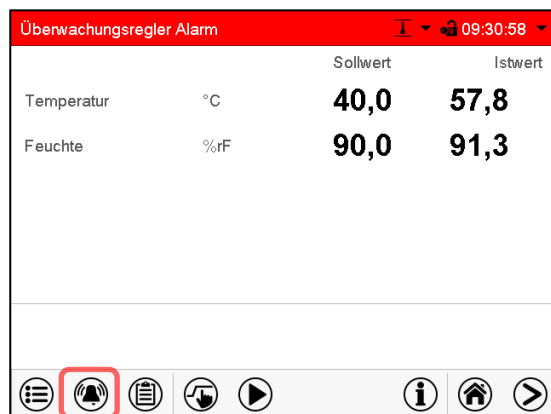 Überwachungsregler Alarm 09:30:58
Sollwert Istwert
Temperatur °C 40,0 57,8
Feuchte %rF 90,0 91,3